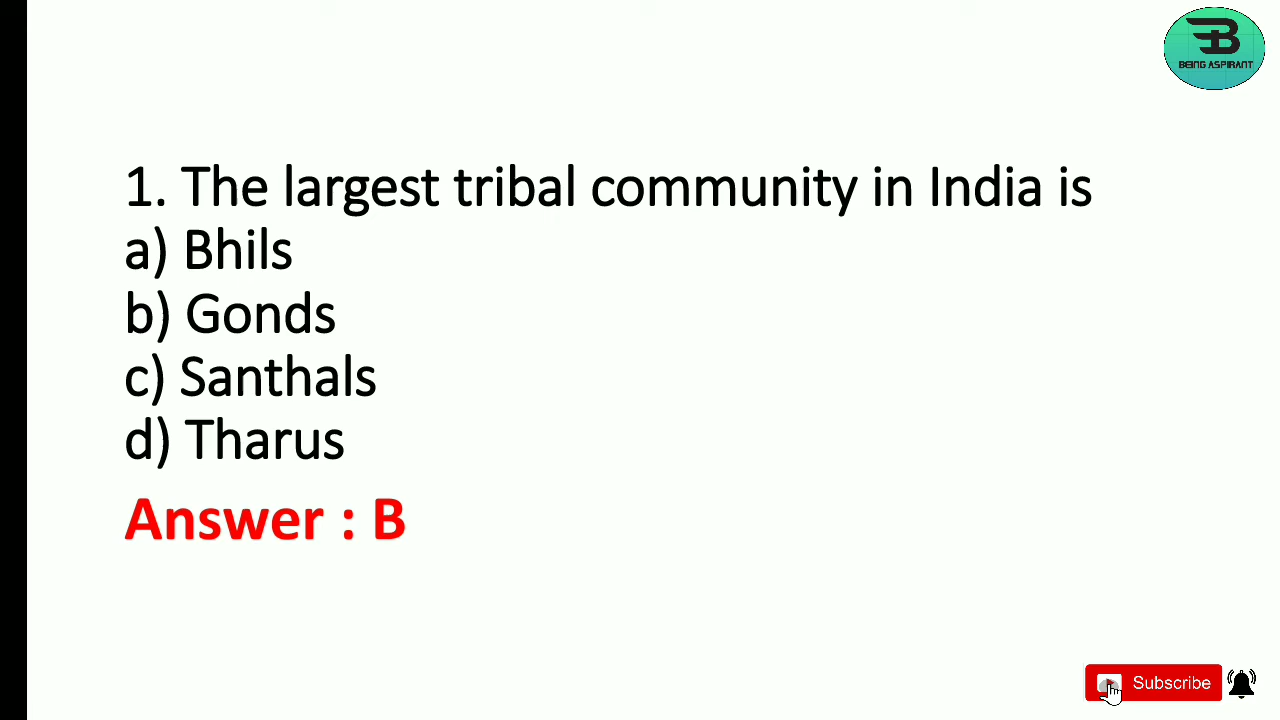 BEING ASPIRANT
1. The largest tribal community in India is
a) Bhils
b) Gonds
c) Santhals
d) Tharus
Answer : B
Subscribe